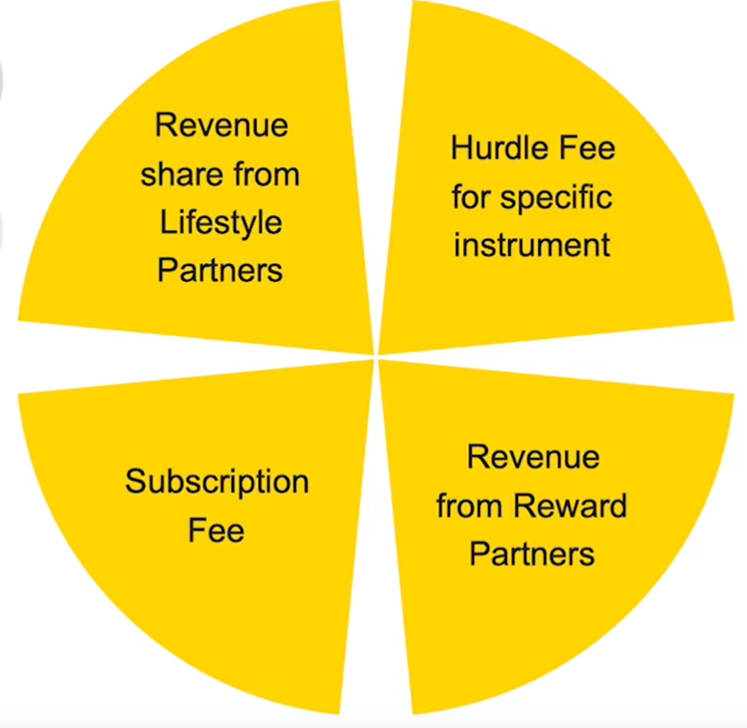 Revenue
share from
Lifestyle
Partners
Hurdle Fee
for specific
instrument
Subscription
Fee
Revenue
from Reward
Partners